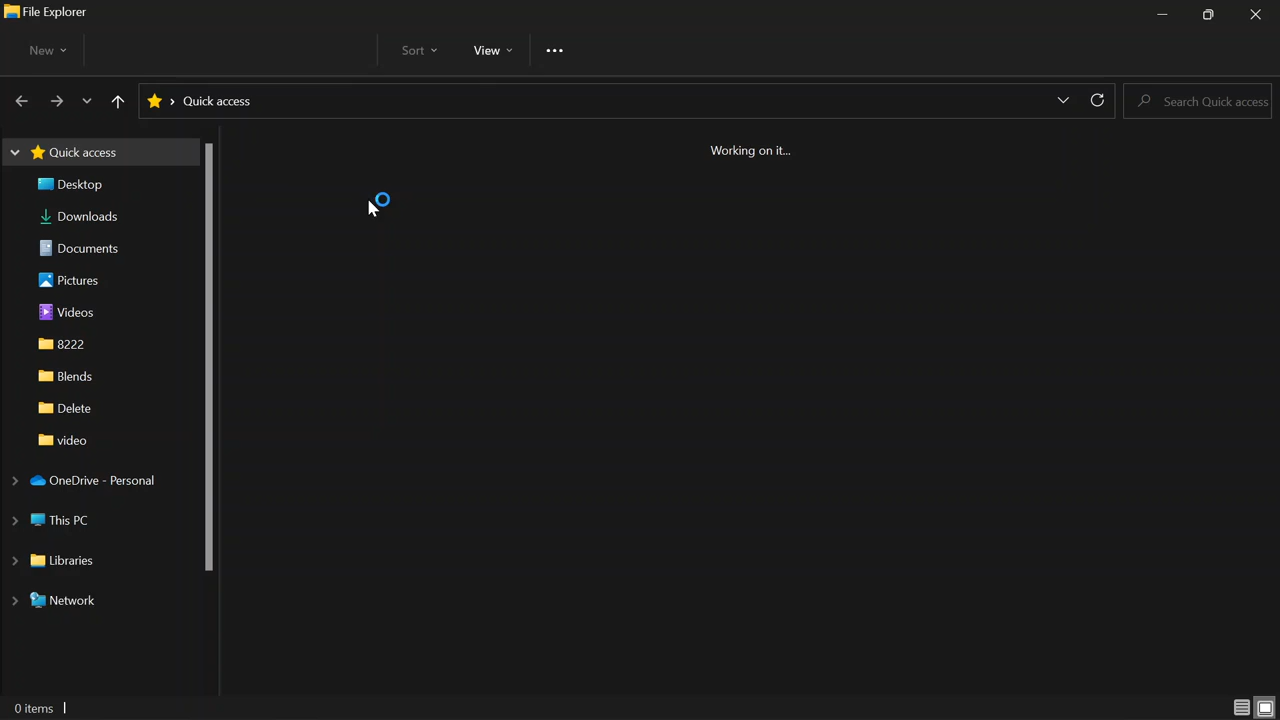 File Explorer
New
Sort
View
Quick access
Search Quick access
Quick access
Working on it...
Desktop
Downloads
Documents
Pictures
Videos
8222
Blends
Delete
video
OneDrive - Personal
This PC
Libraries
Network
0 items